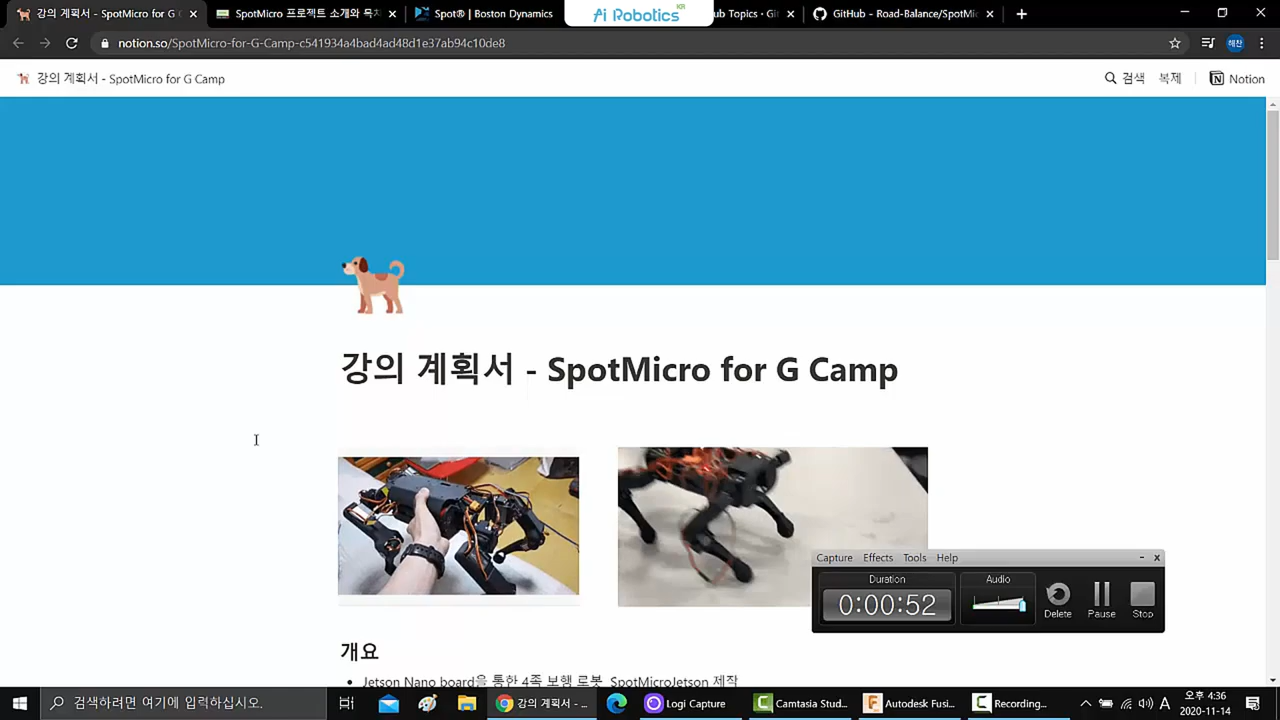 강의 계획서 - SpotMicro for G C
SpotMicro 프로젝트 소개와 목차
Spot® | Boston Dynamics
Ai Robotics KR
ub Topics · Git
GitHub - Road-Balance/SpotMic
notion.so/SpotMicro-for-G-Camp-c541934a4bad4ad48d1e37ab94c10de8
해찬
강의 계획서 - SpotMicro for G Camp
검색
복제
Notion
강의 계획서 - SpotMicro for G Camp
Capture Effects Tools Help
Duration
Audio
0:00:52
Delete
Pause
Stop
개요
• Jetson Nano board을 통한 4족 보행 로봇 SpotMicroJetson 제작
검색하려면 여기에 입력하십시오.
강의 계획서 - ...
Logi Capture
Camtasia Stud...
Autodesk Fusi...
Recording...
A
오후 4:36
2020-11-14